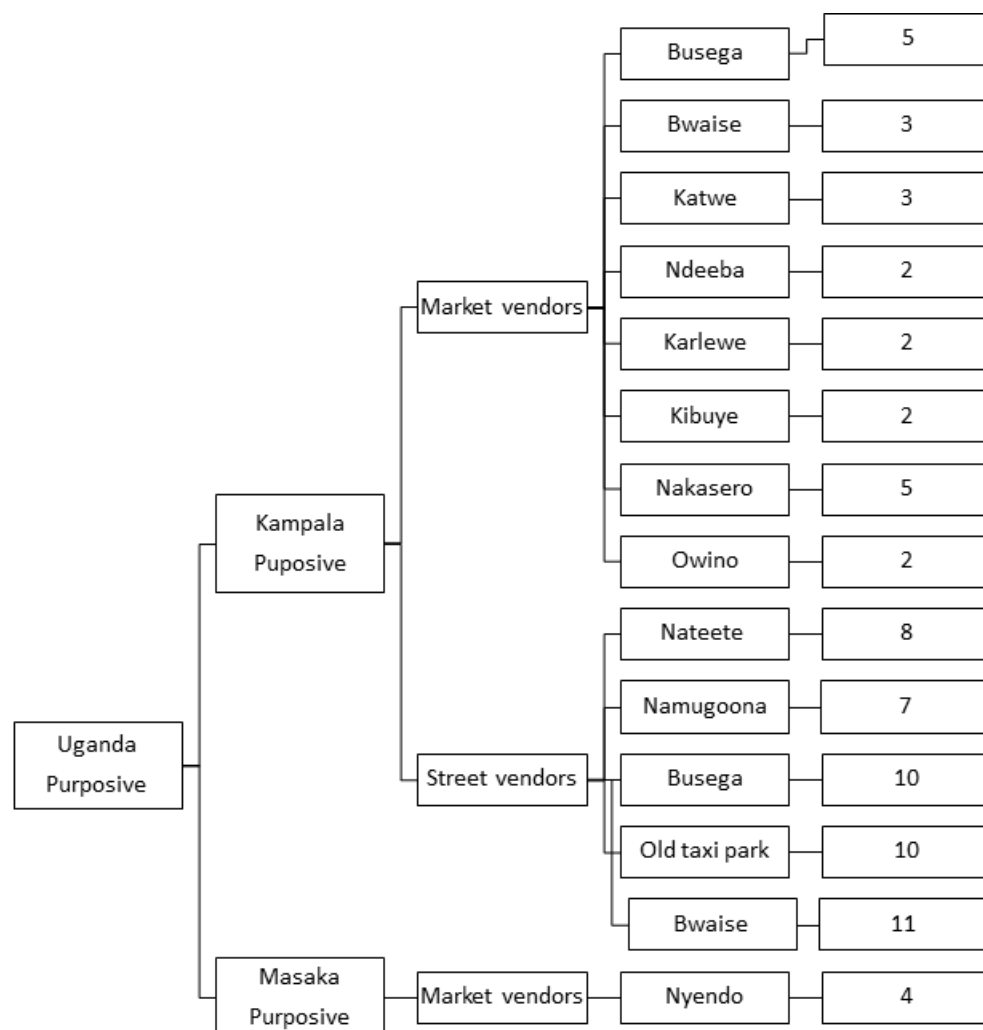 Busega
5
Bwaise
3
Katwe
3
Ndeeba
2
Market vendors
Karlewe
2
Kibuye
2
Nakasero
5
Kampala
Puposive
Owino
2
Nateete
8
Namugoona
7
Uganda
Purposive
Street vendors
Busega
10
Old taxi park
10
Bwaise
11
Masaka
Purposive
Market vendors
Nyendo
4